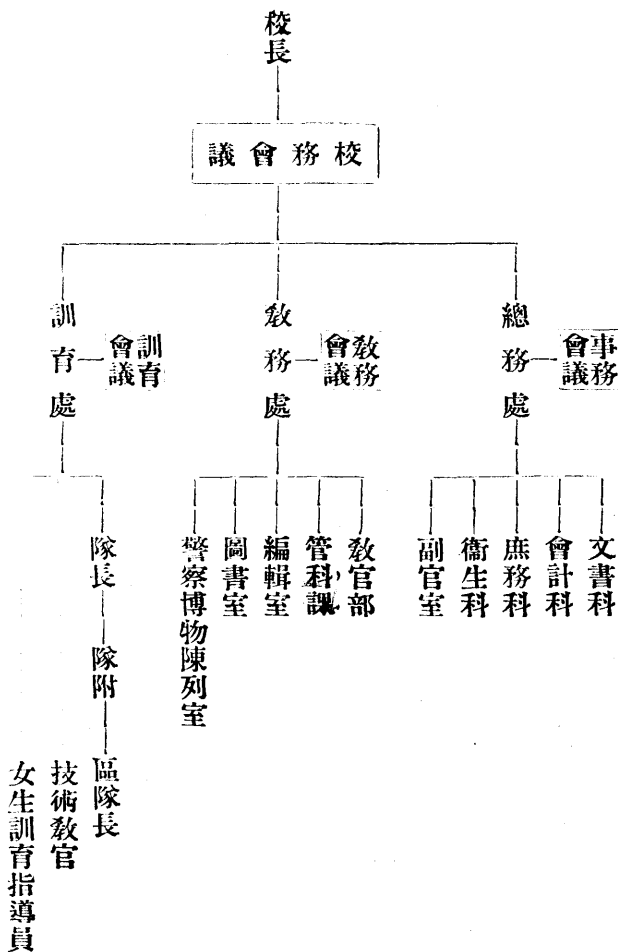 校長
校務會議
總務處
事務
會議
教務處
教務
會議
訓育處
訓育
會議
文書科
會計科
庶務科
衞生科
副官室
教官部
管科課
編輯室
圖書室
警察博物陳列室
隊長
隊附
區隊長
技術教官
女生訓育指導員